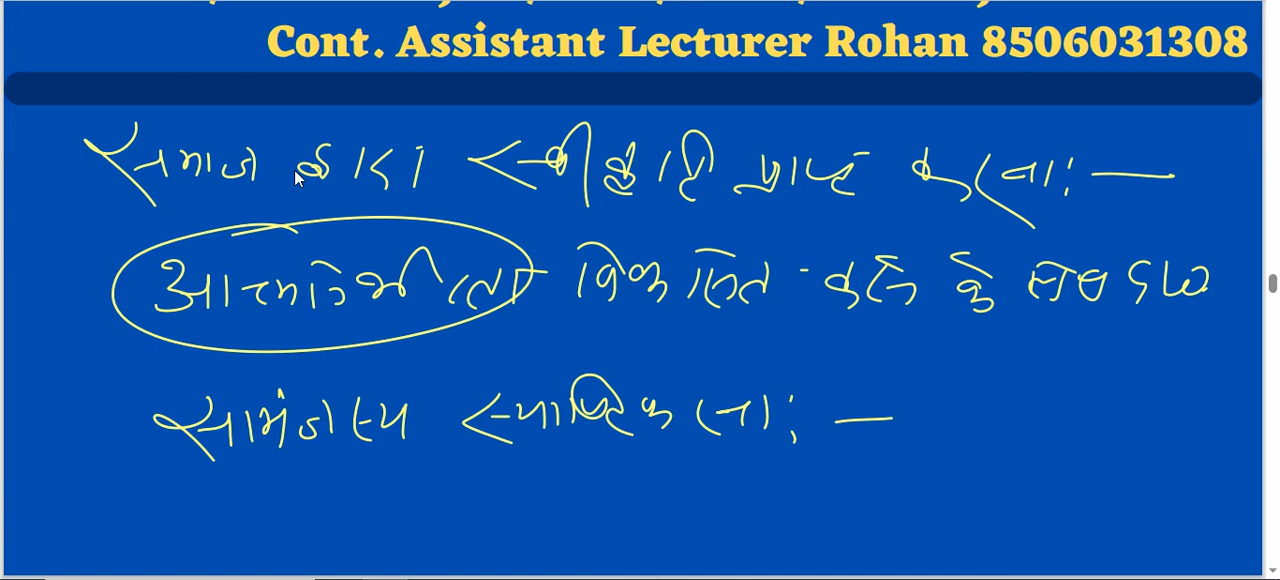 Cont. Assistant Lecturer Rohan 8506031308
समाज के द्वारा स्वीकृति प्राप्त करना:—
आत्मनिर्भरता विकसित करने के
सामंजस्य स्थापित करना:—